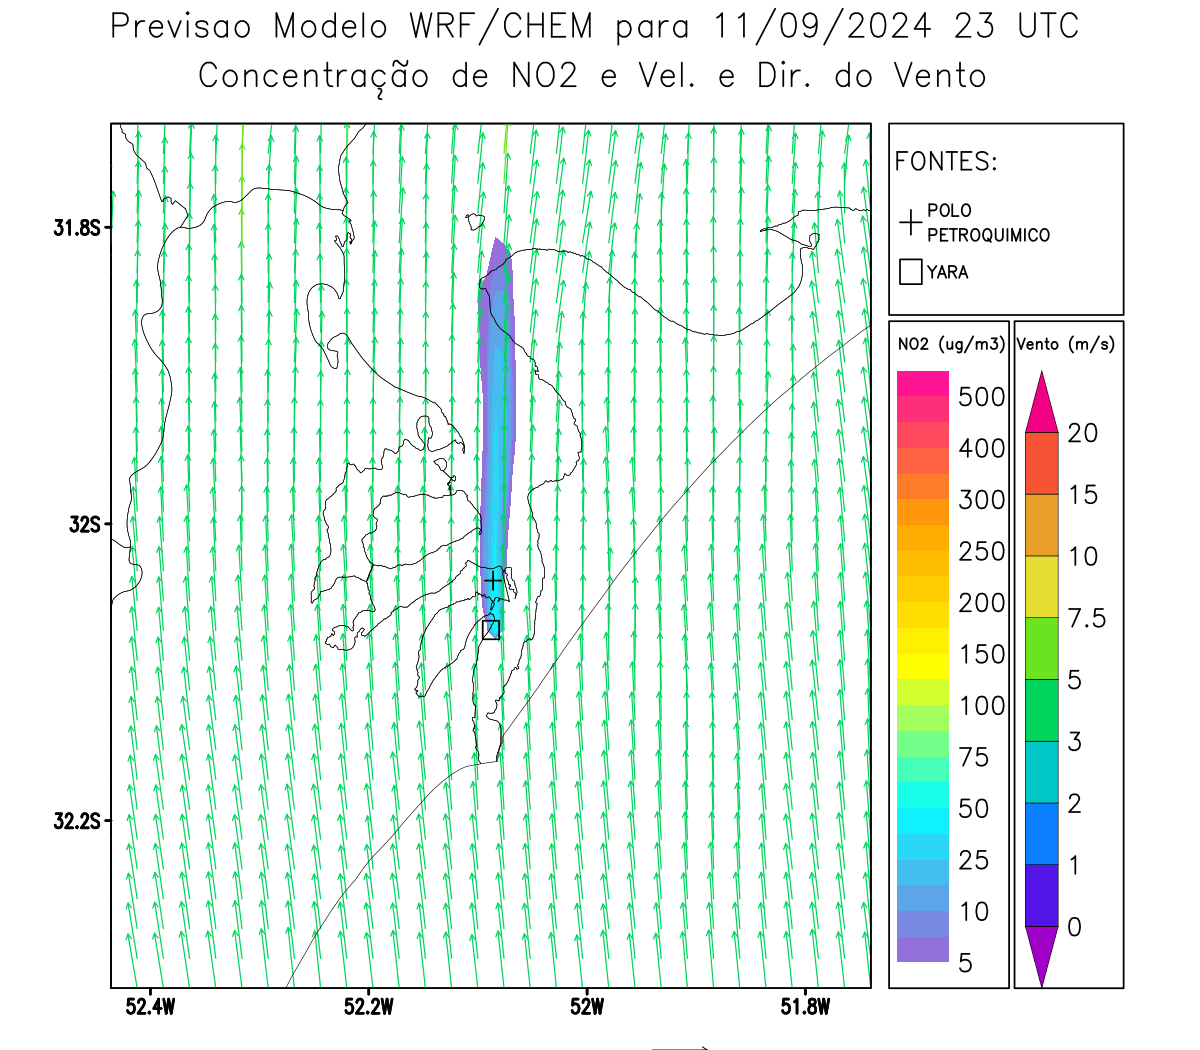 Previsao Modelo WRF/CHEM para 11/09/2024 23 UTC
Concentração de NO2 e Vel. e Dir. do Vento
FONTES:
POLO
PETROQUIMICO
YARA
31.8S
32S
32.2S
52.4W
52.2W
52W
51.8W
NO2 (ug/m3)
500
400
300
250
200
150
100
75
50
25
10
5
Vento (m/s)
20
15
10
7.5
5
3
2
1
0